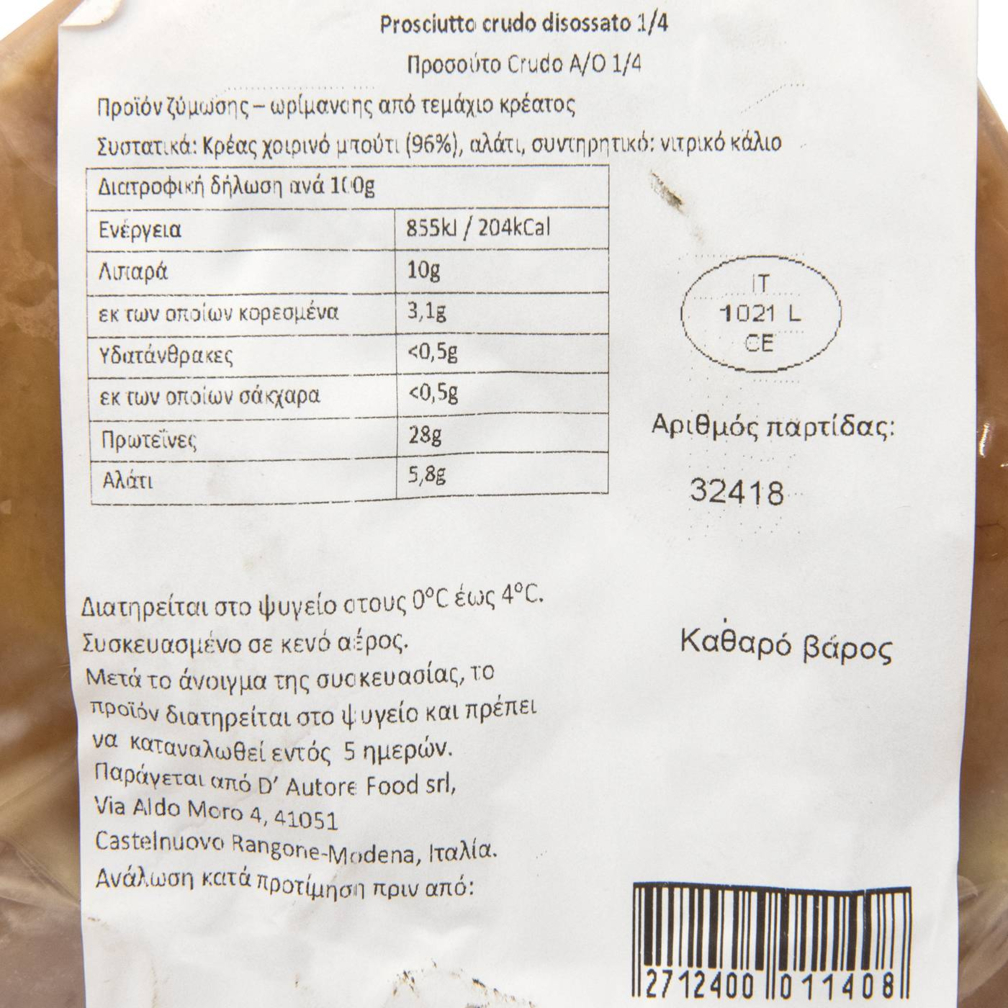 Prosciutto crudo disossato 1/4
Προσούτο Crudo Α/Ο 1/4
Προϊόν ζύμωσης – ωρίμανσης από τεμάχιο κρέατος
Συστατικά: Κρέας χοιρινό μπούτι (96%), αλάτι, συντηρητικό: νιτρικό κάλιο
Διατροφική δήλωση ανά 100g
Ενέργεια 855kJ / 204kCal
Λιπαρά 10g
εκ των οποίων κορεσμένα 3,1g
Υδατάνθρακες <0,5g
εκ των οποίων σάκχαρα <0,5g
Πρωτεΐνες 28g
Αλάτι 5,8g
IT
1021 L
CE
Αριθμός παρτίδας:
32418
Διατηρείται στο ψυγείο στους 0°C έως 4°C.
Συσκευασμένο σε κενό αέρος.
Μετά το άνοιγμα της συσκευασίας, το
προϊόν διατηρείται στο ψυγείο και πρέπει
να καταναλωθεί εντός 5 ημερών.
Παράγεται από D' Autore Food srl,
Via Aldo Moro 4, 41051
Castelnuovo Rangone-Modena, Ιταλία.
Ανάλωση κατά προτίμηση πριν από:
Καθαρό βάρος
2712400 011408